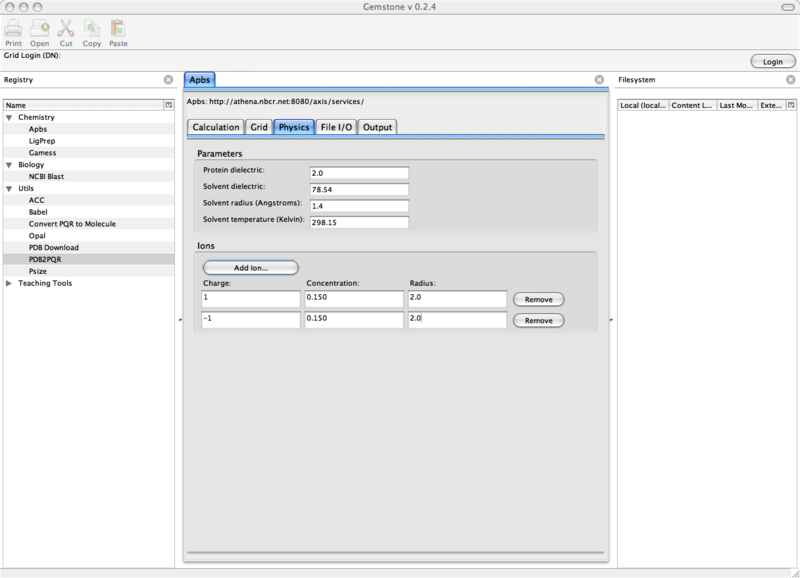 Gemstone v 0.2.4
Print Open Cut Copy Paste
Grid Login (DN):
Login
Registry
Name
Chemistry
Apbs
LigPrep
Gamess
Biology
NCBI Blast
Utils
ACC
Babel
Convert PQR to Molecule
Opal
PDB Download
PDB2PQR
Psize
Teaching Tools
Apbs
Apbs: http://athena.nbcr.net:8080/axis/services/
Calculation Grid Physics File I/O Output
Parameters
Protein dielectric: 2.0
Solvent dielectric: 78.54
Solvent radius (Angstroms): 1.4
Solvent temperature (Kelvin): 298.15
Ions
Add Ion...
Charge: Concentration: Radius:
1 0.150 2.0 Remove
-1 0.150 2.0 Remove
Filesystem
Local (local... Content L... Last Mo... Exte...